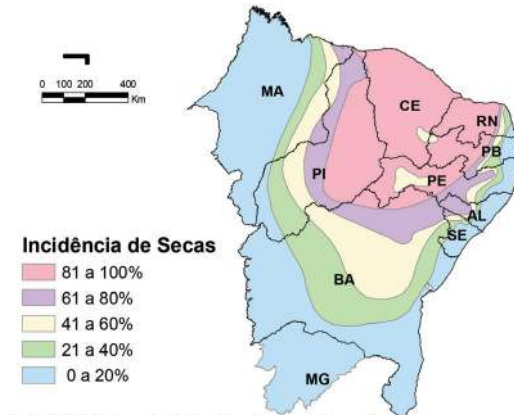 0 100 200 400
Km
MA
CE
RN
PB
PI
PE
AL
SE
BA
MG
Incidência de Secas
81 a 100%
61 a 80%
41 a 60%
21 a 40%
0 a 20%